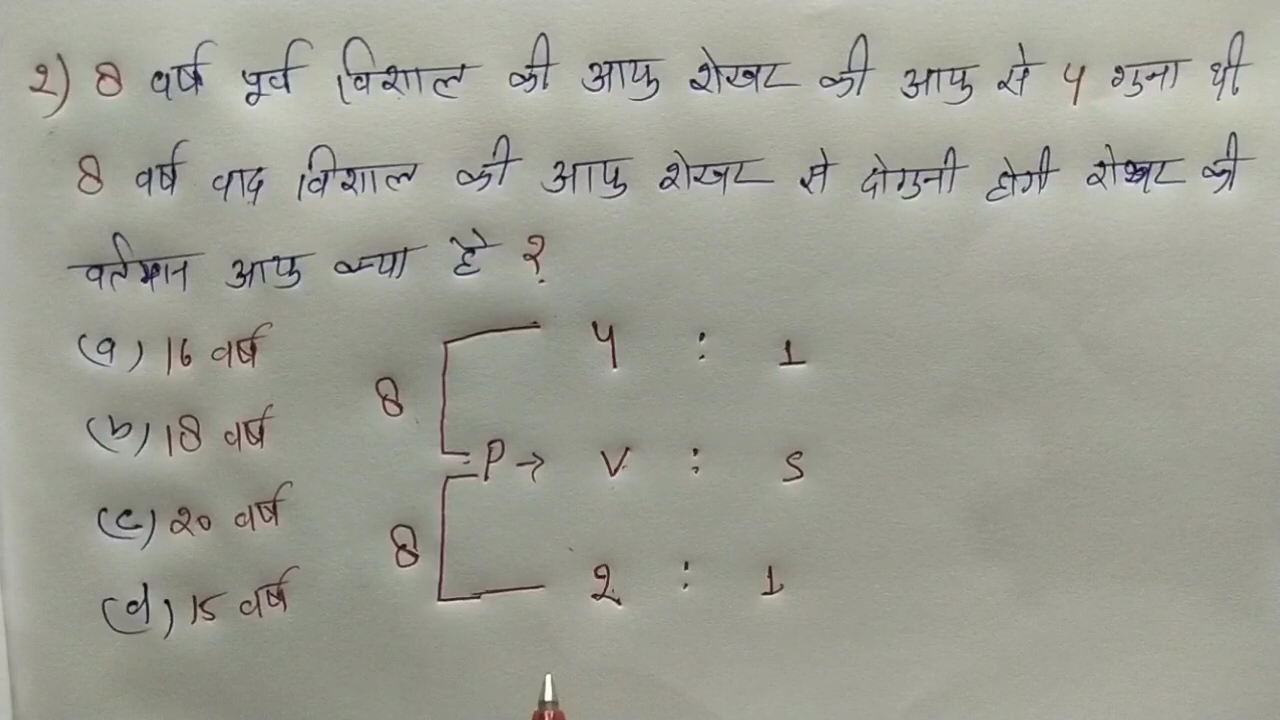 2) 8 वर्ष पूर्व विशाल की आयु शेखर की आयु से 4 गुना थी
8 वर्ष वाद विशाल की आयु शेखर से दोगुनी होगी शेखर की
वर्तमान आयु क्या है ?
(a) 16 वर्ष
(b) 18 वर्ष
(c) 20 वर्ष
(d) 15 वर्ष
4 : 1
8
P → V : S
8
2 : 1